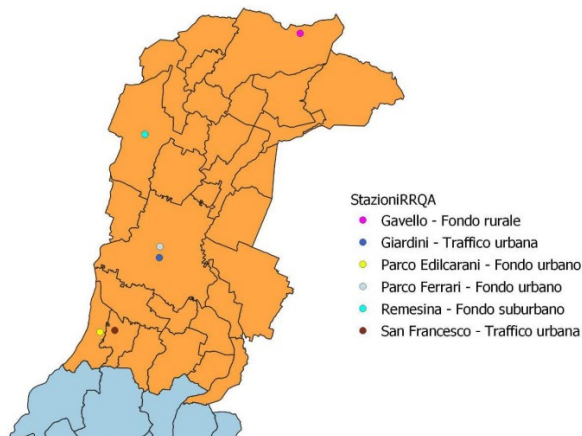 StazioniRRQA
Gavello - Fondo rurale
Giardini - Traffico urbana
Parco Edilcarani - Fondo urbano
Parco Ferrari - Fondo urbano
Remesina - Fondo suburbano
San Francesco - Traffico urbana